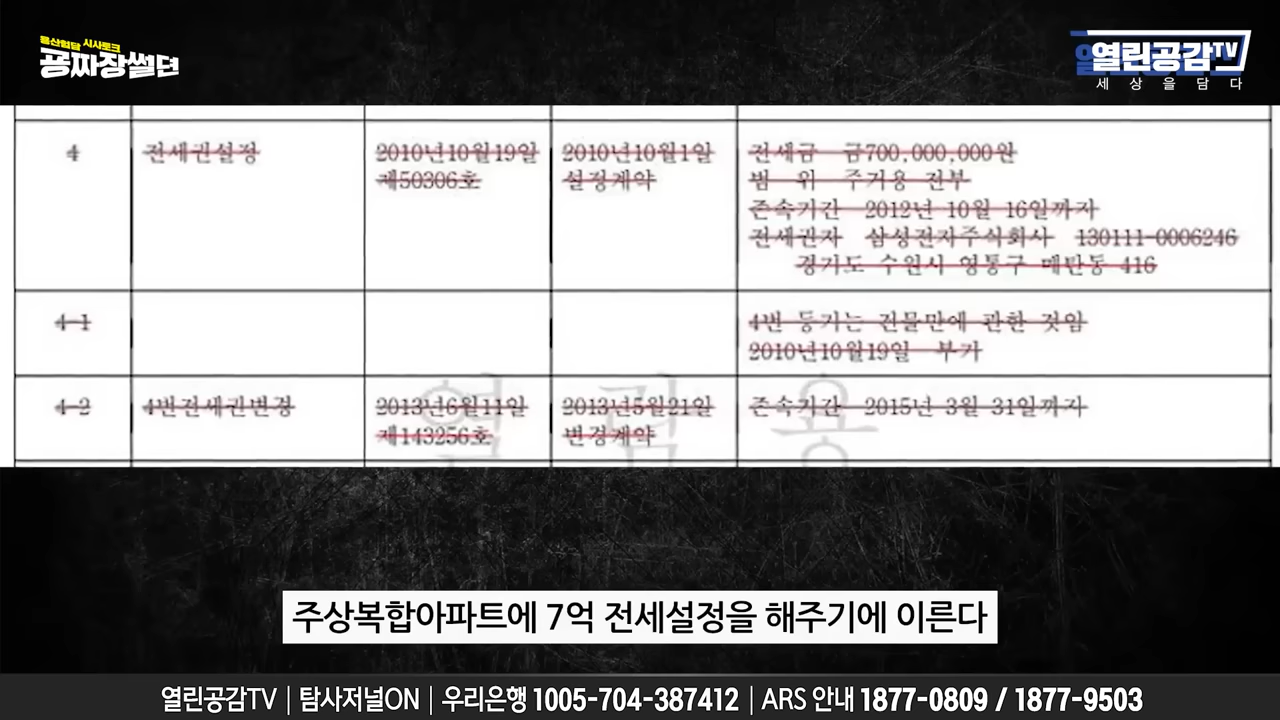 용산협담 시사토크
굥짜장썰뎐
열린공감TV
세상을담다
4 전세권설정 2010년10월19일 2010년10월1일 전세금 금700,000,000원
제50306호 설정계약 범 위 주거용 전부
존속기간 2012년 10월 16일까지
전세권자 삼성전자주식회사 130111-0006246
경기도 수원시 영통구 매탄동 416
4-1 4번 등기는 건물만에 관한 것임
2010년10월19일 부기
4-2 4번전세권변경 2013년6월11일 2013년5월21일 존속기간 2015년 3월 31일까지
제143256호 변경계약
열 람 용
주상복합아파트에 7억 전세설정을 해주기에 이른다
열린공감TV | 탐사저널ON | 우리은행 1005-704-387412 | ARS 안내 1877-0809 / 1877-9503